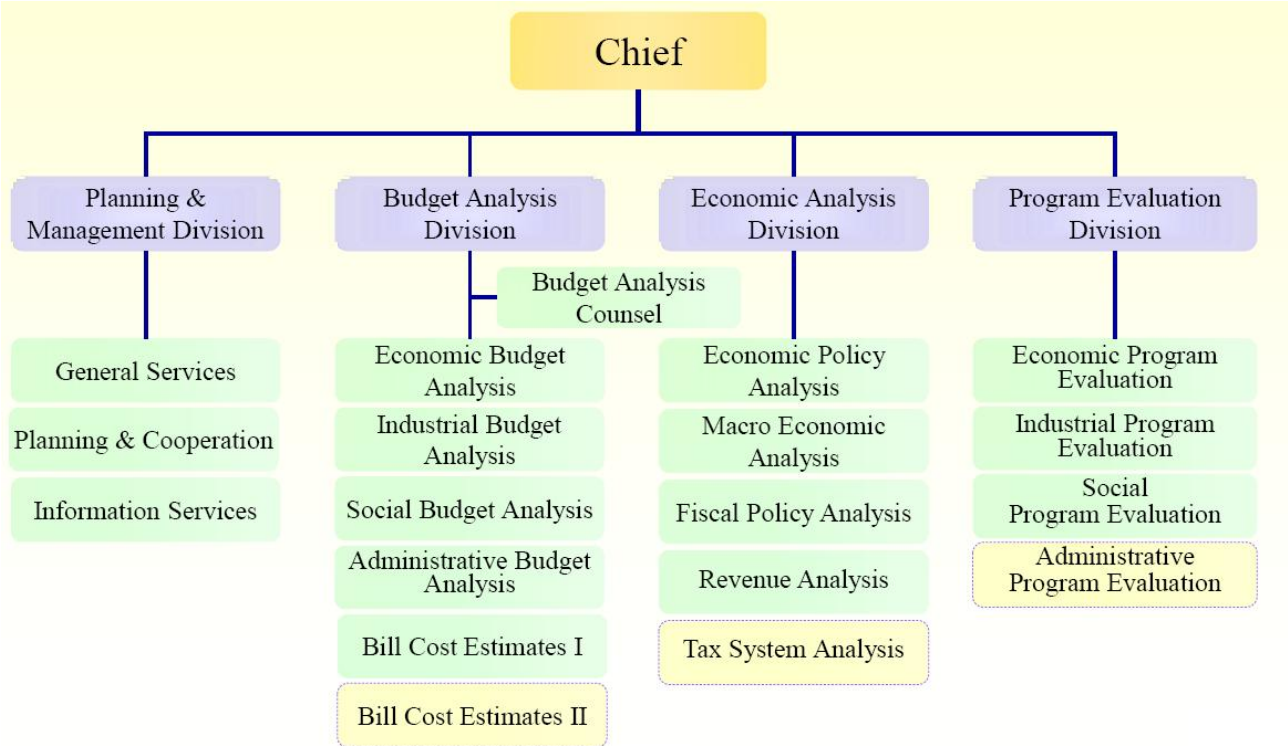 Chief
Planning &
Management Division
Budget Analysis
Division
Economic Analysis
Division
Program Evaluation
Division
Budget Analysis
Counsel
General Services
Planning & Cooperation
Information Services
Economic Budget
Analysis
Industrial Budget
Analysis
Social Budget Analysis
Administrative Budget
Analysis
Bill Cost Estimates I
Bill Cost Estimates II
Economic Policy
Analysis
Macro Economic
Analysis
Fiscal Policy Analysis
Revenue Analysis
Tax System Analysis
Economic Program
Evaluation
Industrial Program
Evaluation
Social
Program Evaluation
Administrative
Program Evaluation